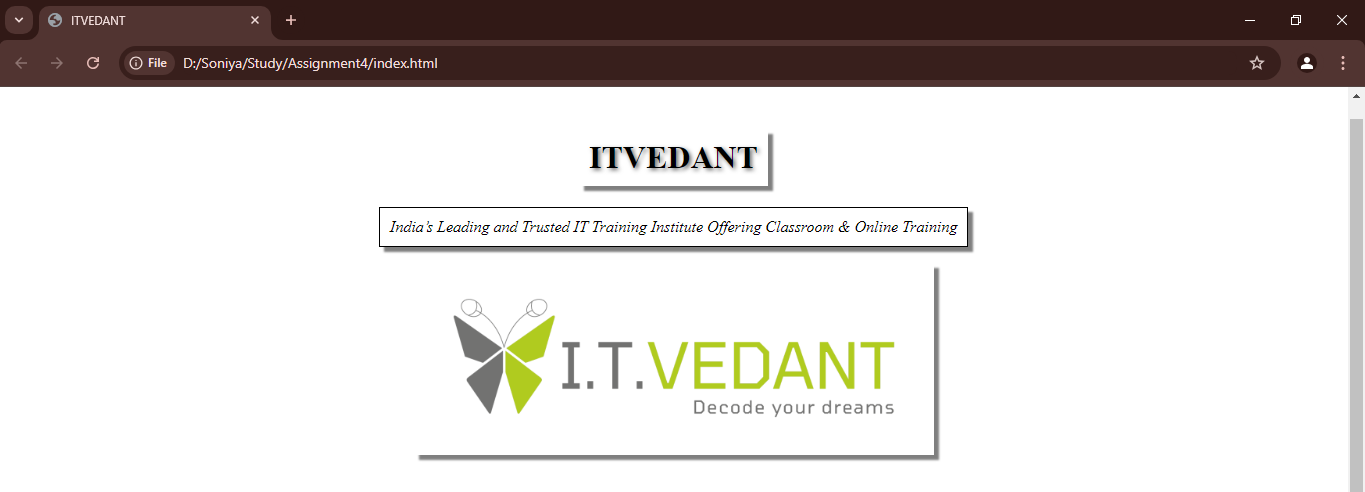 ITVEDANT
File D:/Soniya/Study/Assignment4/index.html
ITVEDANT
India's Leading and Trusted IT Training Institute Offering Classroom & Online Training
I.T.VEDANT
Decode your dreams